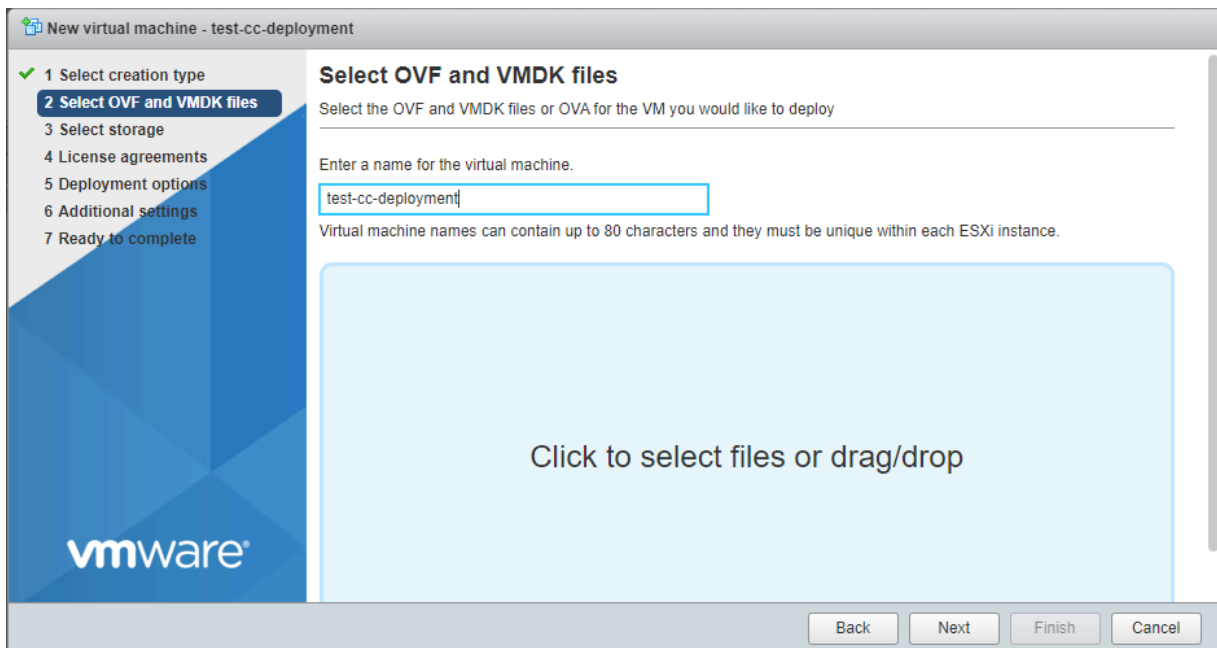 New virtual machine - test-cc-deployment
1 Select creation type
2 Select OVF and VMDK files
3 Select storage
4 License agreements
5 Deployment options
6 Additional settings
7 Ready to complete
vmware®
Select OVF and VMDK files
Select the OVF and VMDK files or OVA for the VM you would like to deploy
Enter a name for the virtual machine.
test-cc-deployment
Virtual machine names can contain up to 80 characters and they must be unique within each ESXi instance.
Click to select files or drag/drop
Back Next Finish Cancel